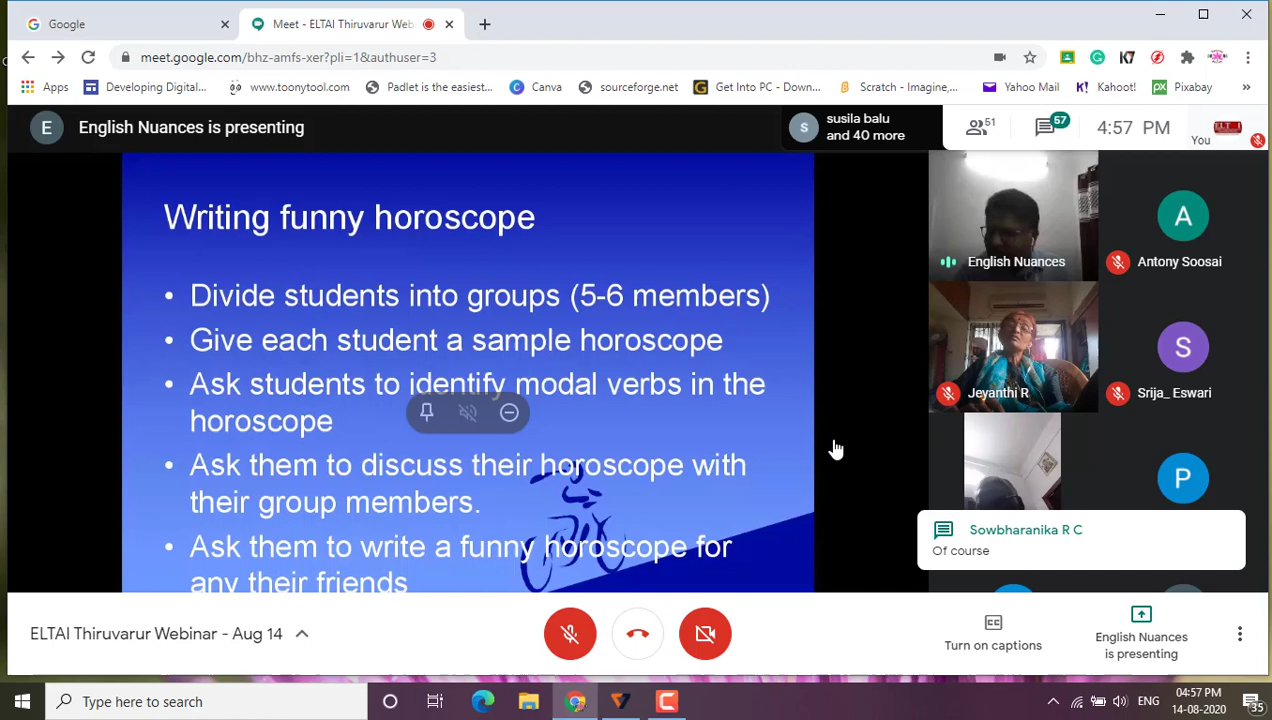 Google
Meet - ELTAI Thiruvarur Web
meet.google.com/bhz-amfs-xer?pli=1&authuser=3
Apps
Developing Digital...
www.tonytool.com
Padlet is the easiest...
Canva
sourceforge.net
Get Into PC - Down...
Scratch - Imagine,...
Yahoo Mail
Kahoot!
Pixabay
E
English Nuances is presenting
S
susila balu
and 40 more
51
57
4:57 PM
You
Writing funny horoscope
• Divide students into groups (5-6 members)
• Give each student a sample horoscope
• Ask students to identify modal verbs in the
horoscope
• Ask them to discuss their horoscope with
their group members.
• Ask them to write a funny horoscope for
any their friends
English Nuances
A
Antony Soosai
Jeyanthi R
S
Srija_ Eswari
P
Sowbharanika R C
Of course
ELTAI Thiruvarur Webinar - Aug 14
Turn on captions
English Nuances
is presenting
Type here to search
ENG
04:57 PM
14-08-2020
35